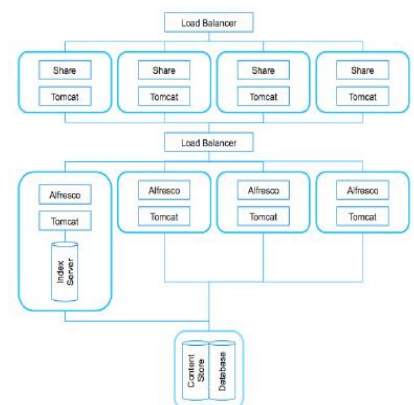 Load Balancer
Share Share Share Share
Tomcat Tomcat Tomcat Tomcat
Load Balancer
Alfresco Alfresco Alfresco Alfresco
Tomcat Tomcat Tomcat Tomcat
Index
Server
Content
Store
Database